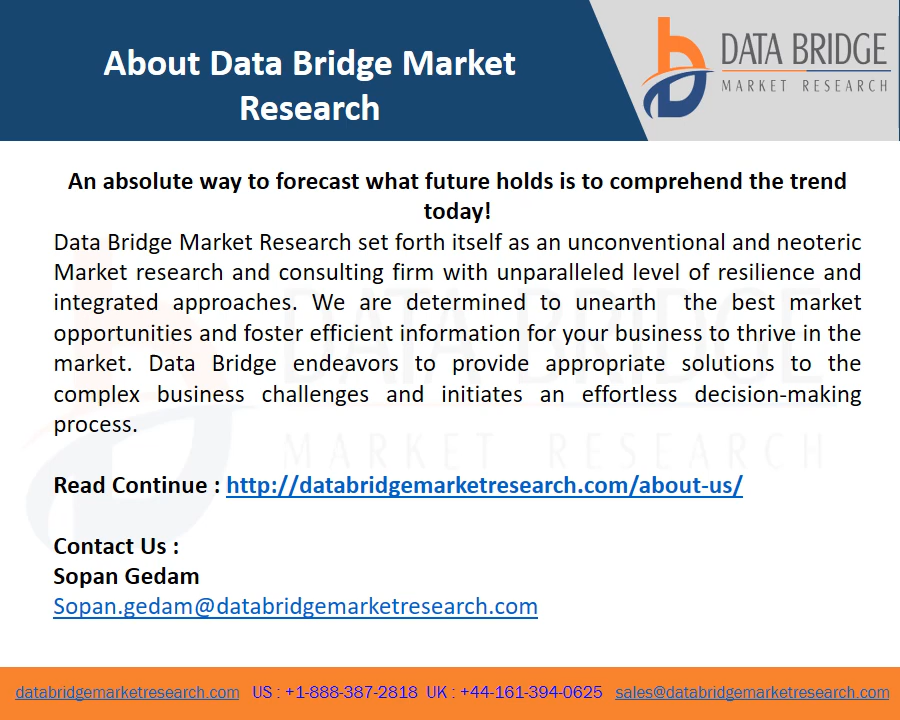 About Data Bridge Market
Research
DATA BRIDGE
MARKET RESEARCH
An absolute way to forecast what future holds is to comprehend the trend
today!
Data Bridge Market Research set forth itself as an unconventional and neoteric
Market research and consulting firm with unparalleled level of resilience and
integrated approaches. We are determined to unearth the best market
opportunities and foster efficient information for your business to thrive in the
market. Data Bridge endeavors to provide appropriate solutions to the
complex business challenges and initiates an effortless decision-making
process.
DATA BRIDGE
MARKET RESEARCH
Read Continue : http://databridgemarketresearch.com/about-us/
Contact Us :
Sopan Gedam
Sopan.gedam@databridgemarketresearch.com
databridgemarketresearch.com US : +1-888-387-2818 UK : +44-161-394-0625 sales@databridgemarketresearch.com